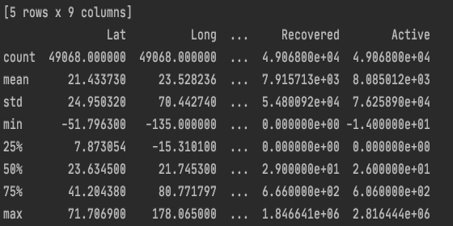 [5 rows x 9 columns]
Lat Long ... Recovered Active
count 49068.000000 49068.000000 ... 4.906800e+04 4.906800e+04
mean 21.433730 23.528236 ... 7.915713e+03 8.085012e+03
std 24.950320 70.442740 ... 5.480092e+04 7.625890e+04
min -51.796300 -135.000000 ... 0.000000e+00 -1.400000e+01
25% 7.873054 -15.310100 ... 0.000000e+00 0.000000e+00
50% 23.634500 21.745300 ... 2.900000e+01 2.600000e+01
75% 41.204380 80.771797 ... 6.660000e+02 6.060000e+02
max 71.706900 178.065000 ... 1.846641e+06 2.816444e+06